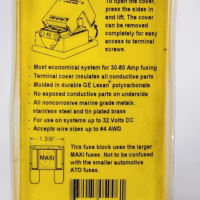 To open the cover,
press the sides in
and lift. The cover
can be removed
completely for easy
access to terminal
screws.
40
- Most economical system for 30-80 Amp fusing
- Terminal cover insulates all conductive parts
- Molded in durable GE Lexan® polycarbonate
- No exposed conductive parts on underside
- All noncorrosive marine grade metals,
stainless steel and tin plated brass
- For use on systems up to 32 Volts DC
- Accepts wire sizes up to #4 AWG
1 3/8"
MAXI
This fuse block uses the larger
MAXI fuses. Not to be confused
with the smaller automotive
ATO fuses.